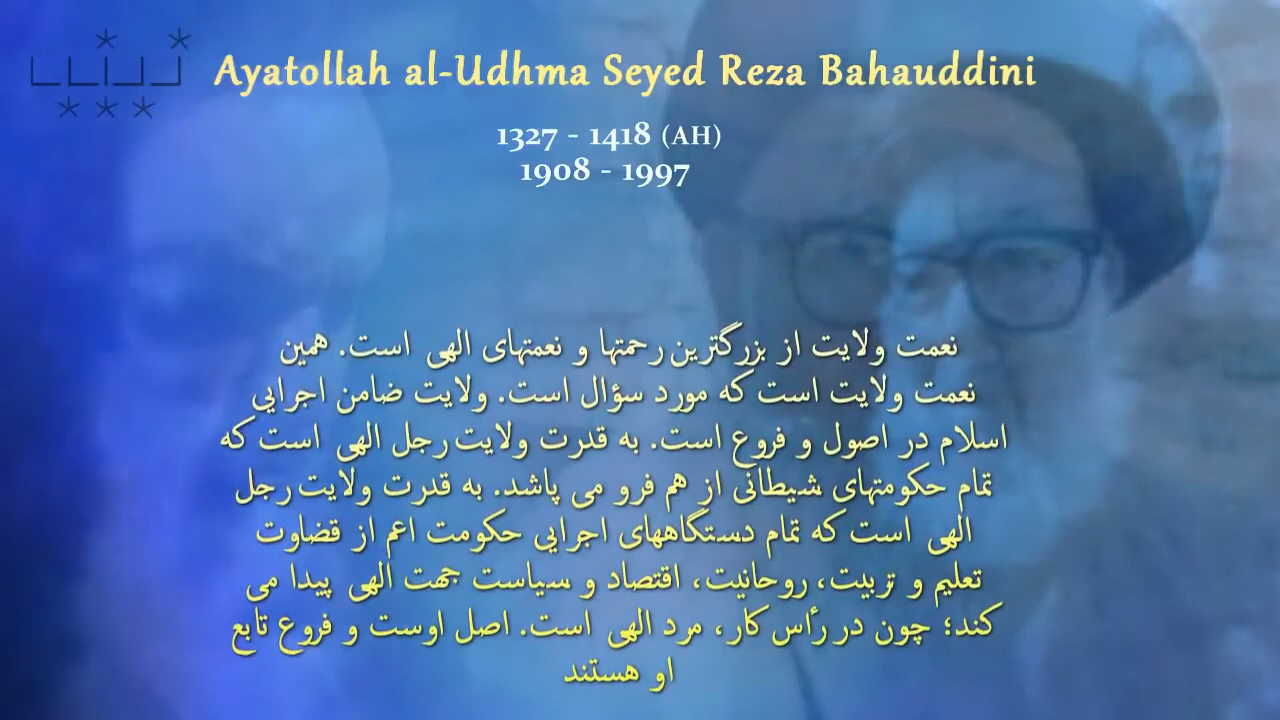 Ayatollah al-Udhma Seyed Reza Bahauddini
1327 - 1418 (AH)
1908 - 1997
نعمت ولایت از بزرگترین رحمتها و نعمتهای الهی است. همین
نعمت ولایت است که مورد سؤال است. ولایت ضامن اجرایی
اسلام در اصول و فروع است. به قدرت ولایت رجل الهی است که
تمام حکومتهای شیطانی از هم فرو می پاشد. به قدرت ولایت رجل
الهی است که تمام دستگاههای اجرایی حکومت اعم از قضاوت
تعلیم و تربیت، روحانیت، اقتصاد و سیاست جهت الهی پیدا می
کند؛ چون در رأس کار، مرد الهی است. اصل اوست و فروع تابع
او هستند